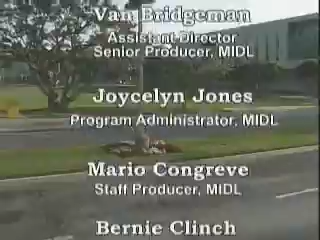 Van Bridgeman
Assistant Director
Senior Producer, MIDL
Joycelyn Jones
Program Administrator, MIDL
Mario Congreve
Staff Producer, MIDL
Bernie Clinch